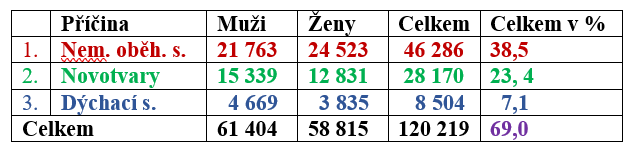 Příčina Muži Ženy Celkem Celkem v %
1. Nem. oběh. s. 21 763 24 523 46 286 38,5
2. Novotvary 15 339 12 831 28 170 23, 4
3. Dýchací s. 4 669 3 835 8 504 7,1
Celkem 61 404 58 815 120 219 69,0